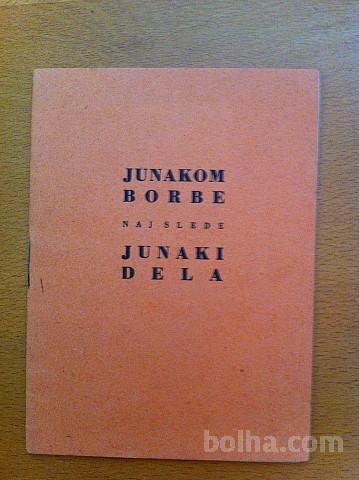 JUNAKOM
BORBE
NAJ SLEDE
JUNAKI
DELA
bolha.com